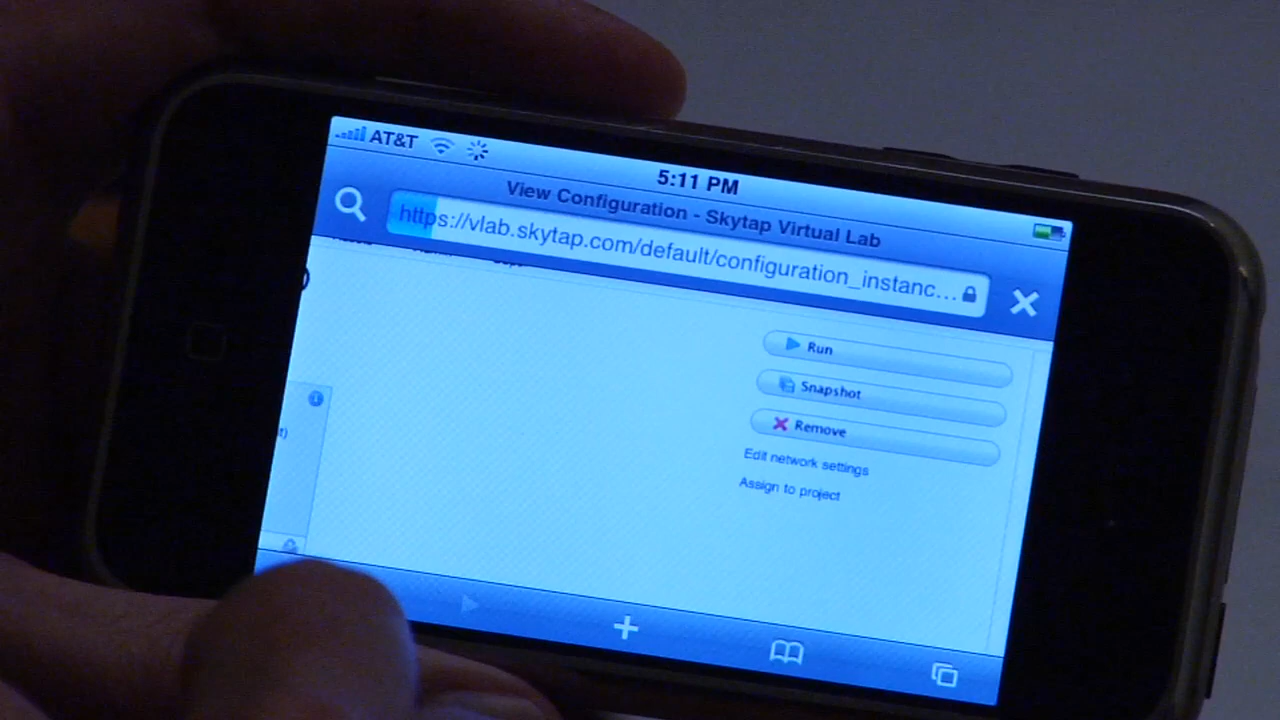 AT&T
5:11 PM
View Configuration - Skytap Virtual Lab
https://vlab.skytap.com/default/configuration_instanc...
Run
Snapshot
Remove
Edit network settings
Assign to project